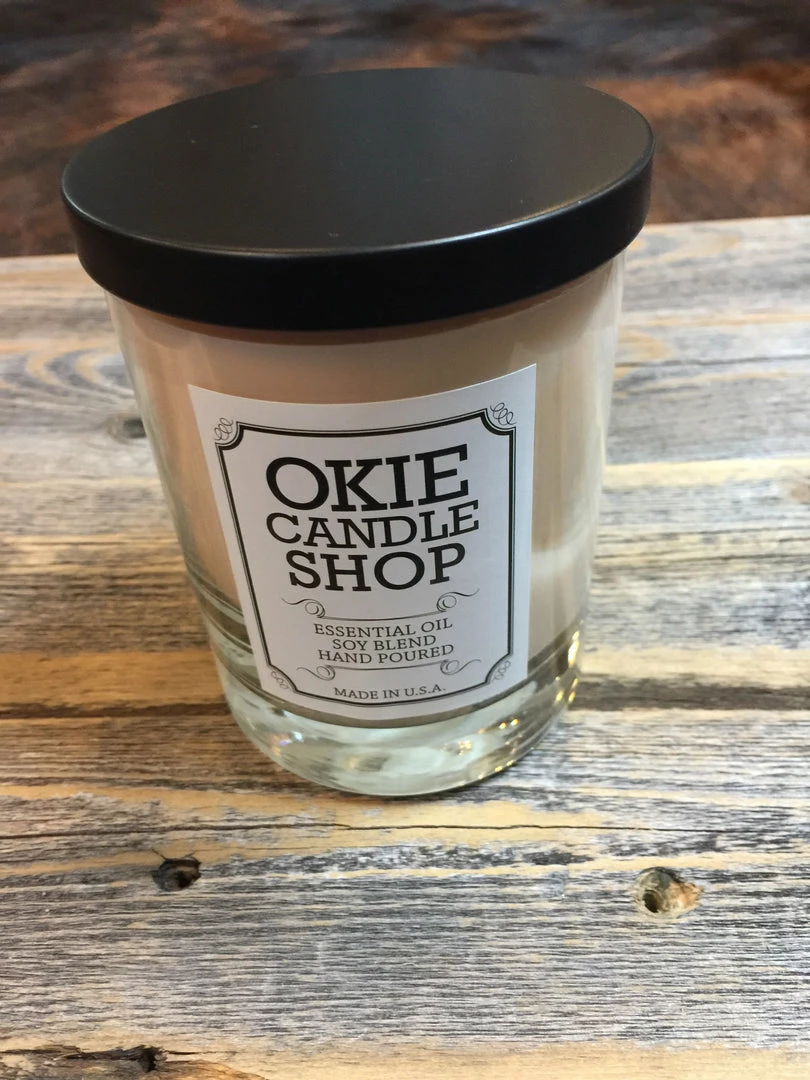 OKIE
CANDLE
SHOP
ESSENTIAL OIL
SOY BLEND
HAND POURED
MADE IN U.S.A.